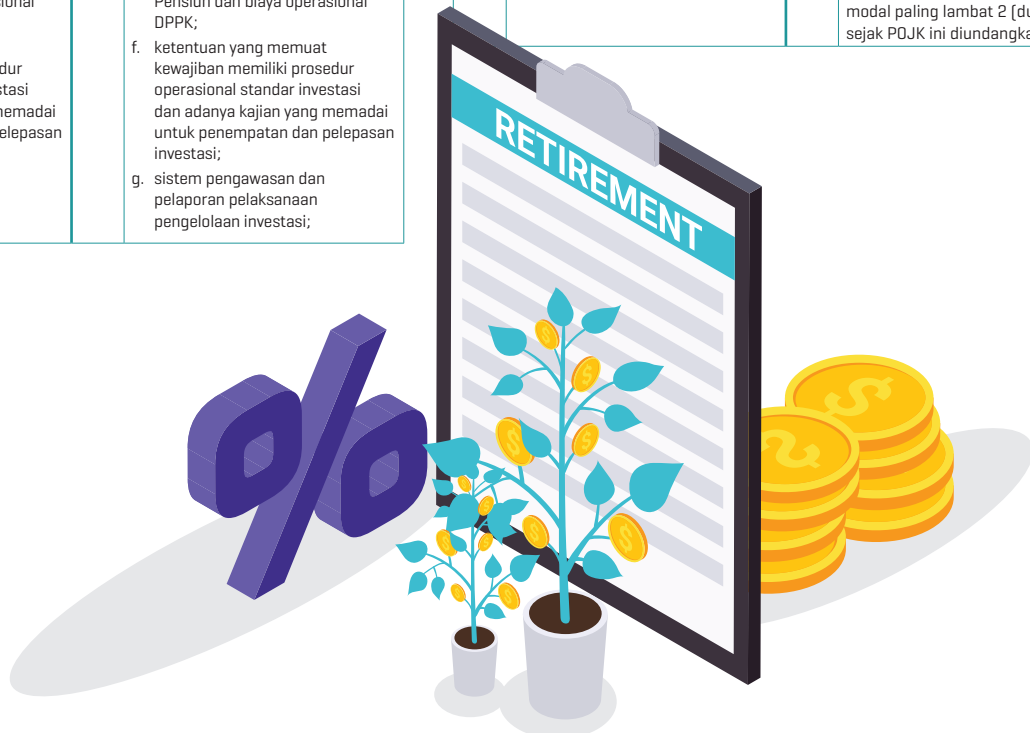 sional
dur
stasi
nemadai
elepasan
Pensiun dan biaya operasional
DPPK;
f. ketentuan yang memuat
kewajiban memiliki prosedur
operasional standar investasi
dan adanya kajian yang memadai
untuk penempatan dan pelepasan
investasi;
g. sistem pengawasan dan
pelaporan pelaksanaan
pengelolaan investasi;
modal paling lambat 2 (du
sejak POJK ini diundangka
RETIREMENT
%
$
$
$
$
$
$
$